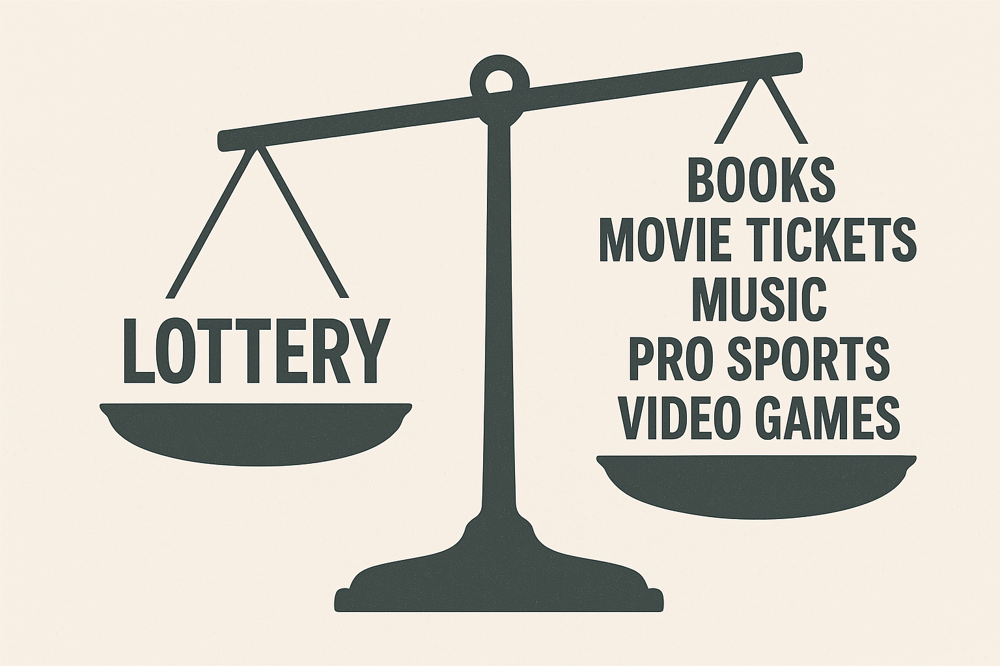 LOTTERY
BOOKS
MOVIE TICKETS
MUSIC
PRO SPORTS
VIDEO GAMES